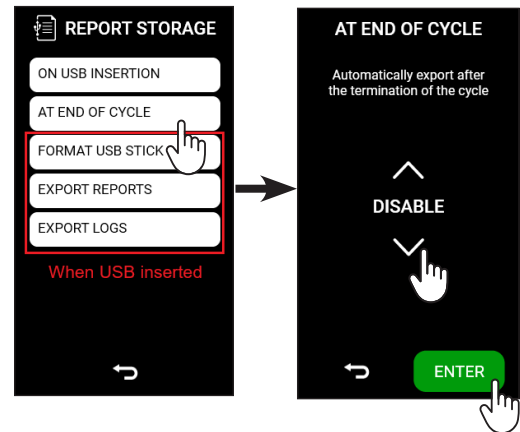 REPORT STORAGE
ON USB INSERTION
AT END OF CYCLE
FORMAT USB STICK
EXPORT REPORTS
EXPORT LOGS
When USB inserted
AT END OF CYCLE
Automatically export after
the termination of the cycle
DISABLE
ENTER